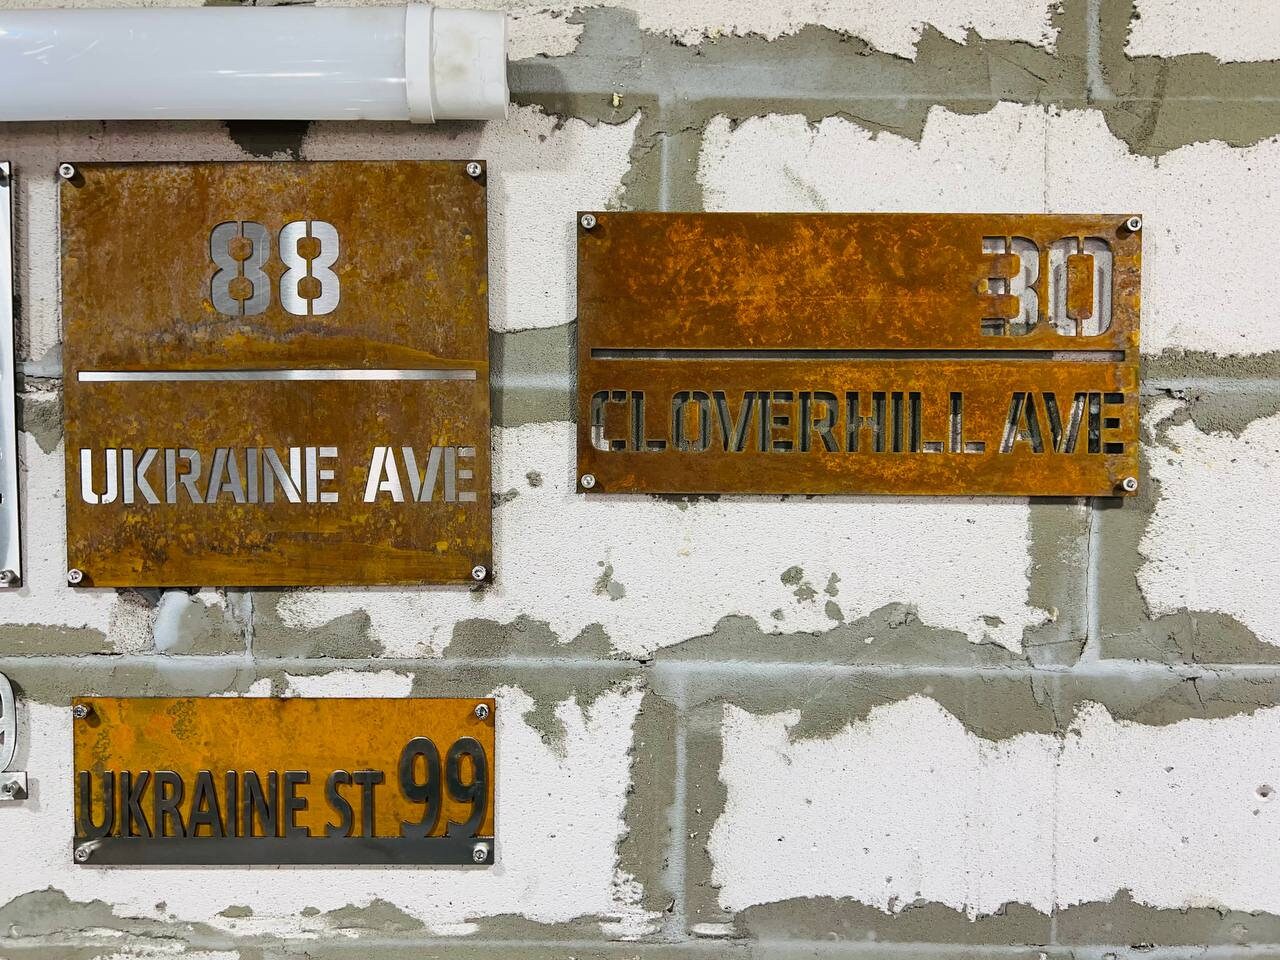 88
UKRAINE AVE
30
CLOVERHILL AVE
UKRAINE ST 99